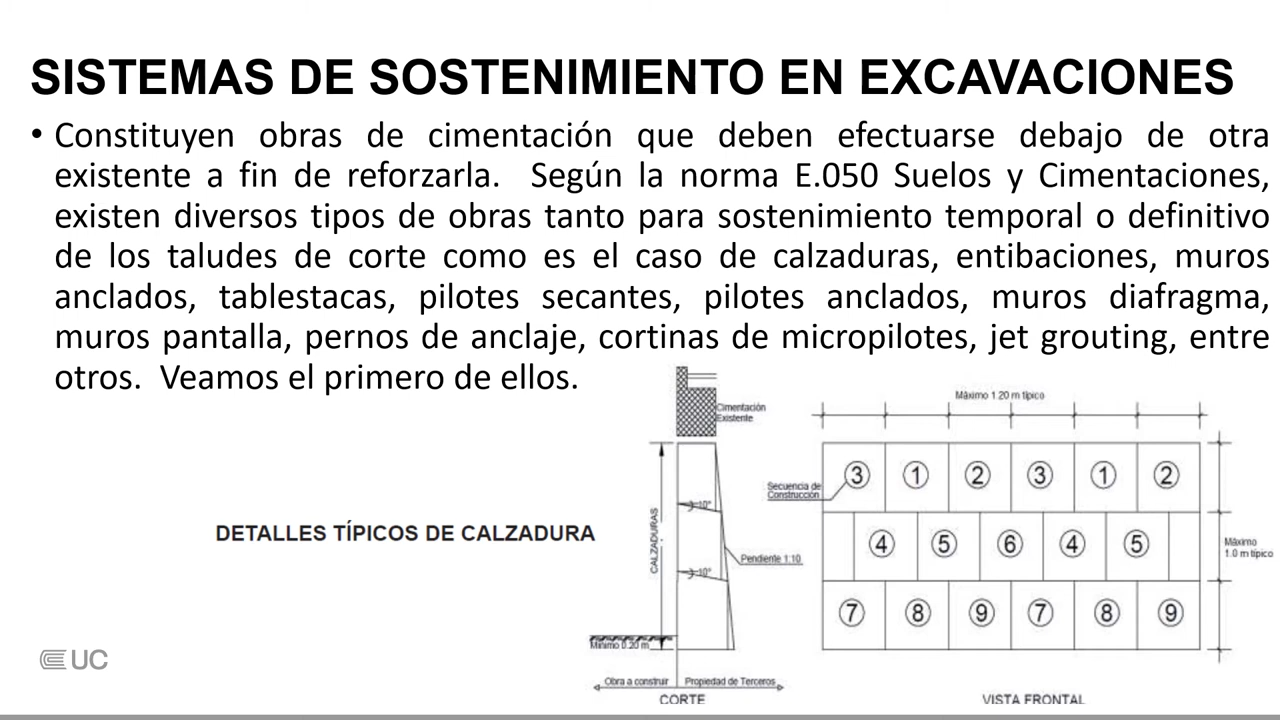 SISTEMAS DE SOSTENIMIENTO EN EXCAVACIONES
• Constituyen obras de cimentación que deben efectuarse debajo de otra
existente a fin de reforzarla. Según la norma E.050 Suelos y Cimentaciones,
existen diversos tipos de obras tanto para sostenimiento temporal o definitivo
de los taludes de corte como es el caso de calzaduras, entibaciones, muros
anclados, tablestacas, pilotes secantes, pilotes anclados, muros diafragma,
muros pantalla, pernos de anclaje, cortinas de micropilotes, jet grouting, entre
otros. Veamos el primero de ellos.
DETALLES TÍPICOS DE CALZADURA
Cimentación
Existente
CALZADURAS
10°
10°
Pendiente 1:10
Mínimo 0.20 m
Obra a construir
Propiedad de Terceros
CORTE
Máximo 1.20 m típico
Secuencia de
Construcción
3 1 2 3 1 2
4 5 6 4 5
7 8 9 7 8 9
Máximo
1.0 m típico
VISTA FRONTAL
UC